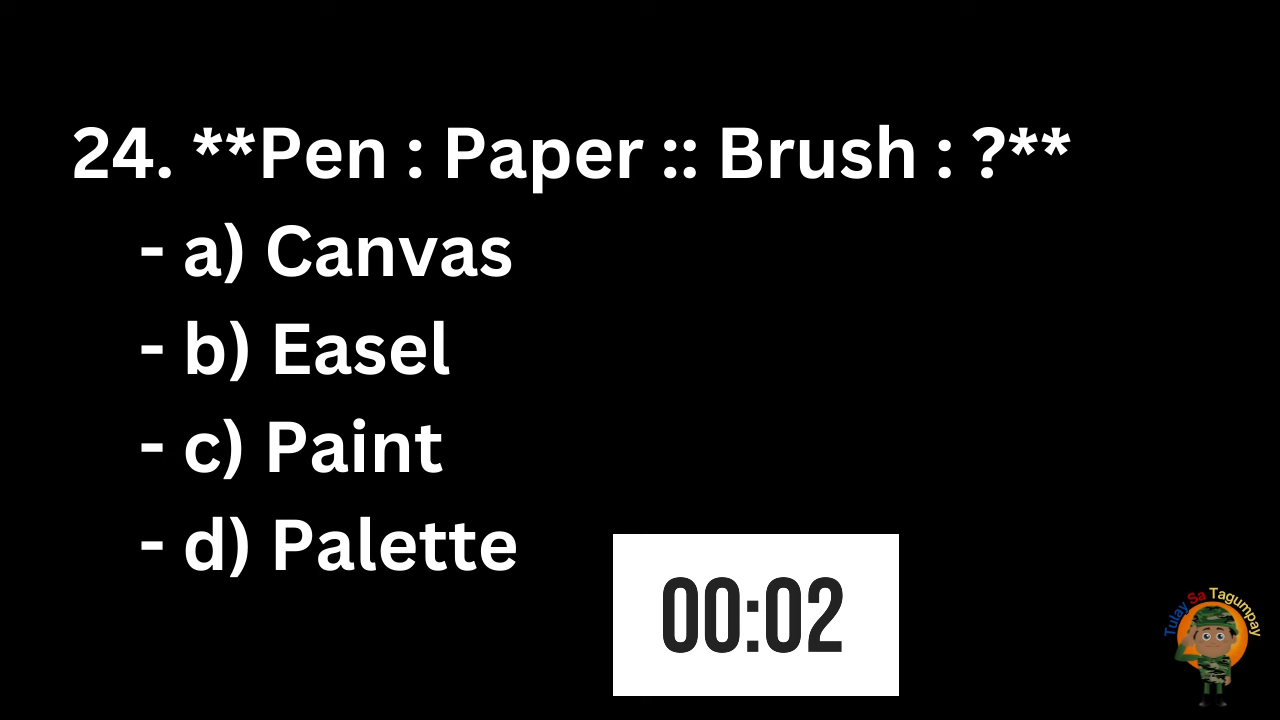 24. **Pen : Paper :: Brush : ?**
- a) Canvas
- b) Easel
- c) Paint
- d) Palette
00:02
Tulay Sa Tagumpay